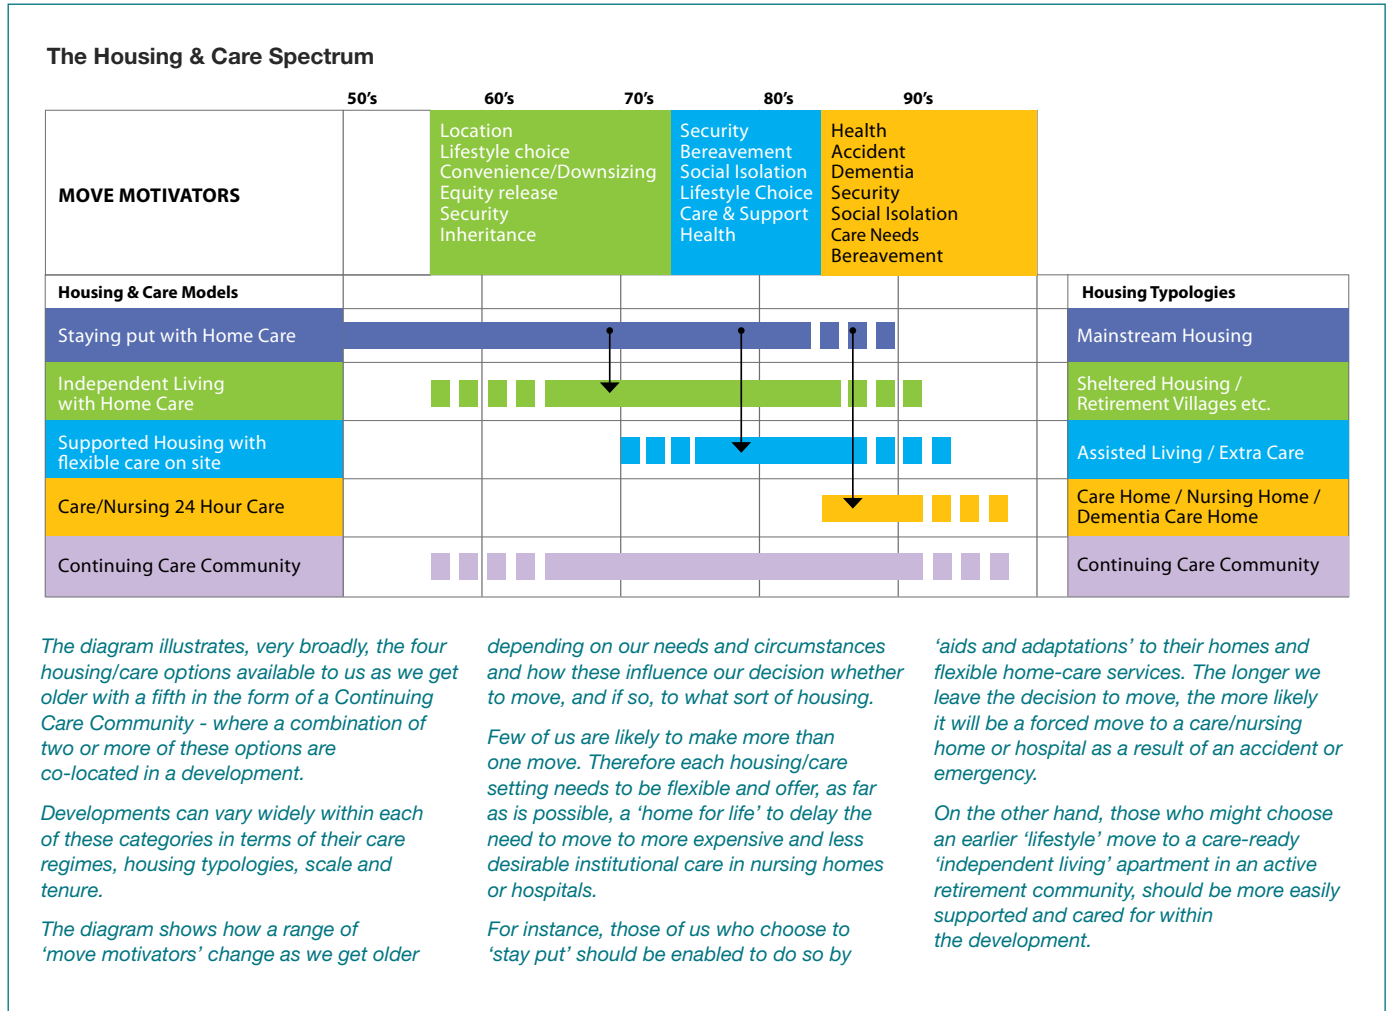 The Housing & Care Spectrum
50's 60's 70's 80's 90's
MOVE MOTIVATORS
Location
Lifestyle choice
Convenience/Downsizing
Equity release
Security
Inheritance
Security
Bereavement
Social Isolation
Lifestyle Choice
Care & Support
Health
Health
Accident
Dementia
Security
Social Isolation
Care Needs
Bereavement
Housing & Care Models
Housing Typologies
Staying put with Home Care
Mainstream Housing
Independent Living
with Home Care
Sheltered Housing /
Retirement Villages etc.
Supported Housing with
flexible care on site
Assisted Living / Extra Care
Care/Nursing 24 Hour Care
Care Home / Nursing Home /
Dementia Care Home
Continuing Care Community
Continuing Care Community
The diagram illustrates, very broadly, the four
housing/care options available to us as we get
older with a fifth in the form of a Continuing
Care Community - where a combination of
two or more of these options are
co-located in a development.
Developments can vary widely within each
of these categories in terms of their care
regimes, housing typologies, scale and
tenure.
The diagram shows how a range of
‘move motivators’ change as we get older
depending on our needs and circumstances
and how these influence our decision whether
to move, and if so, to what sort of housing.
Few of us are likely to make more than
one move. Therefore each housing/care
setting needs to be flexible and offer, as far
as is possible, a ‘home for life’ to delay the
need to move to more expensive and less
desirable institutional care in nursing homes
or hospitals.
For instance, those of us who choose to
‘stay put’ should be enabled to do so by
‘aids and adaptations’ to their homes and
flexible home-care services. The longer we
leave the decision to move, the more likely
it will be a forced move to a care/nursing
home or hospital as a result of an accident or
emergency.
On the other hand, those who might choose
an earlier ‘lifestyle’ move to a care-ready
‘independent living’ apartment in an active
retirement community, should be more easily
supported and cared for within
the development.